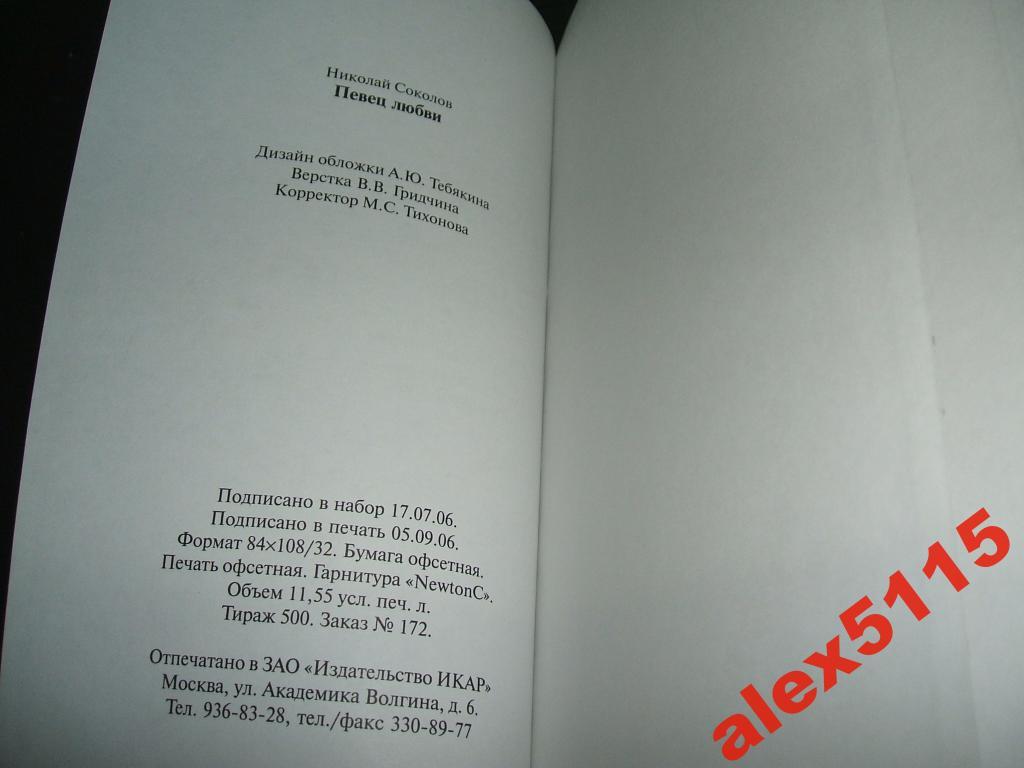 Николай Соколов
Певец любви
Дизайн обложки А.Ю. Тебякина
Верстка В.В. Гридчина
Корректор М.С. Тихонова
Подписано в набор 17.07.06.
Подписано в печать 05.09.06.
Формат 84×108/32. Бумага офсетная.
Печать офсетная. Гарнитура «NewtonC».
Объем 11,55 усл. печ. л.
Тираж 500. Заказ № 172.
Отпечатано в ЗАО «Издательство ИКАР»
Москва, ул. Академика Волгина, д. 6.
Тел. 936-83-28, тел./факс 330-89-77
alex5115